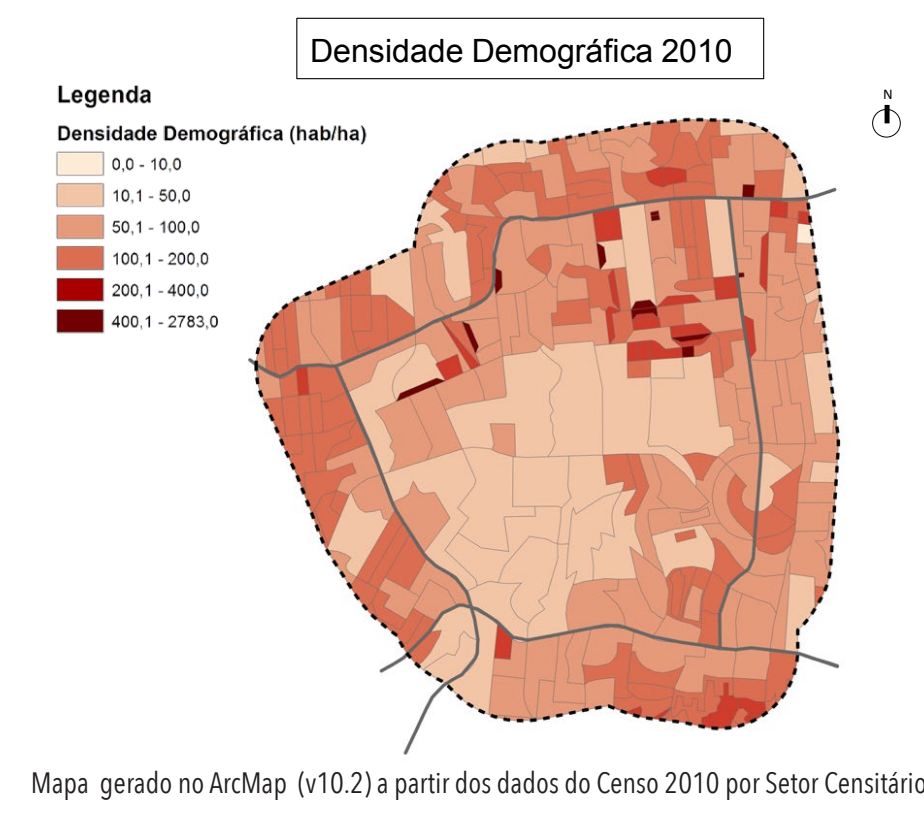 Densidade Demográfica 2010
Legenda
N
Densidade Demográfica (hab/ha)
0,0 - 10,0
10,1 - 50,0
50,1 - 100,0
100,1 - 200,0
200,1 - 400,0
400,1 - 2783,0
Mapa gerado no ArcMap (v10.2) a partir dos dados do Censo 2010 por Setor Censitário